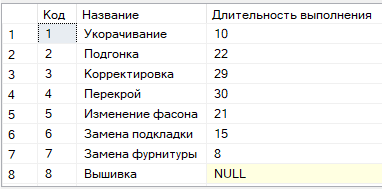 Код Название Длительность выполнения
1 1 Укорачивание 10
2 2 Подгонка 22
3 3 Корректировка 29
4 4 Перекрой 30
5 5 Изменение фасона 21
6 6 Замена подкладки 15
7 7 Замена фурнитуры 8
8 8 Вышивка NULL